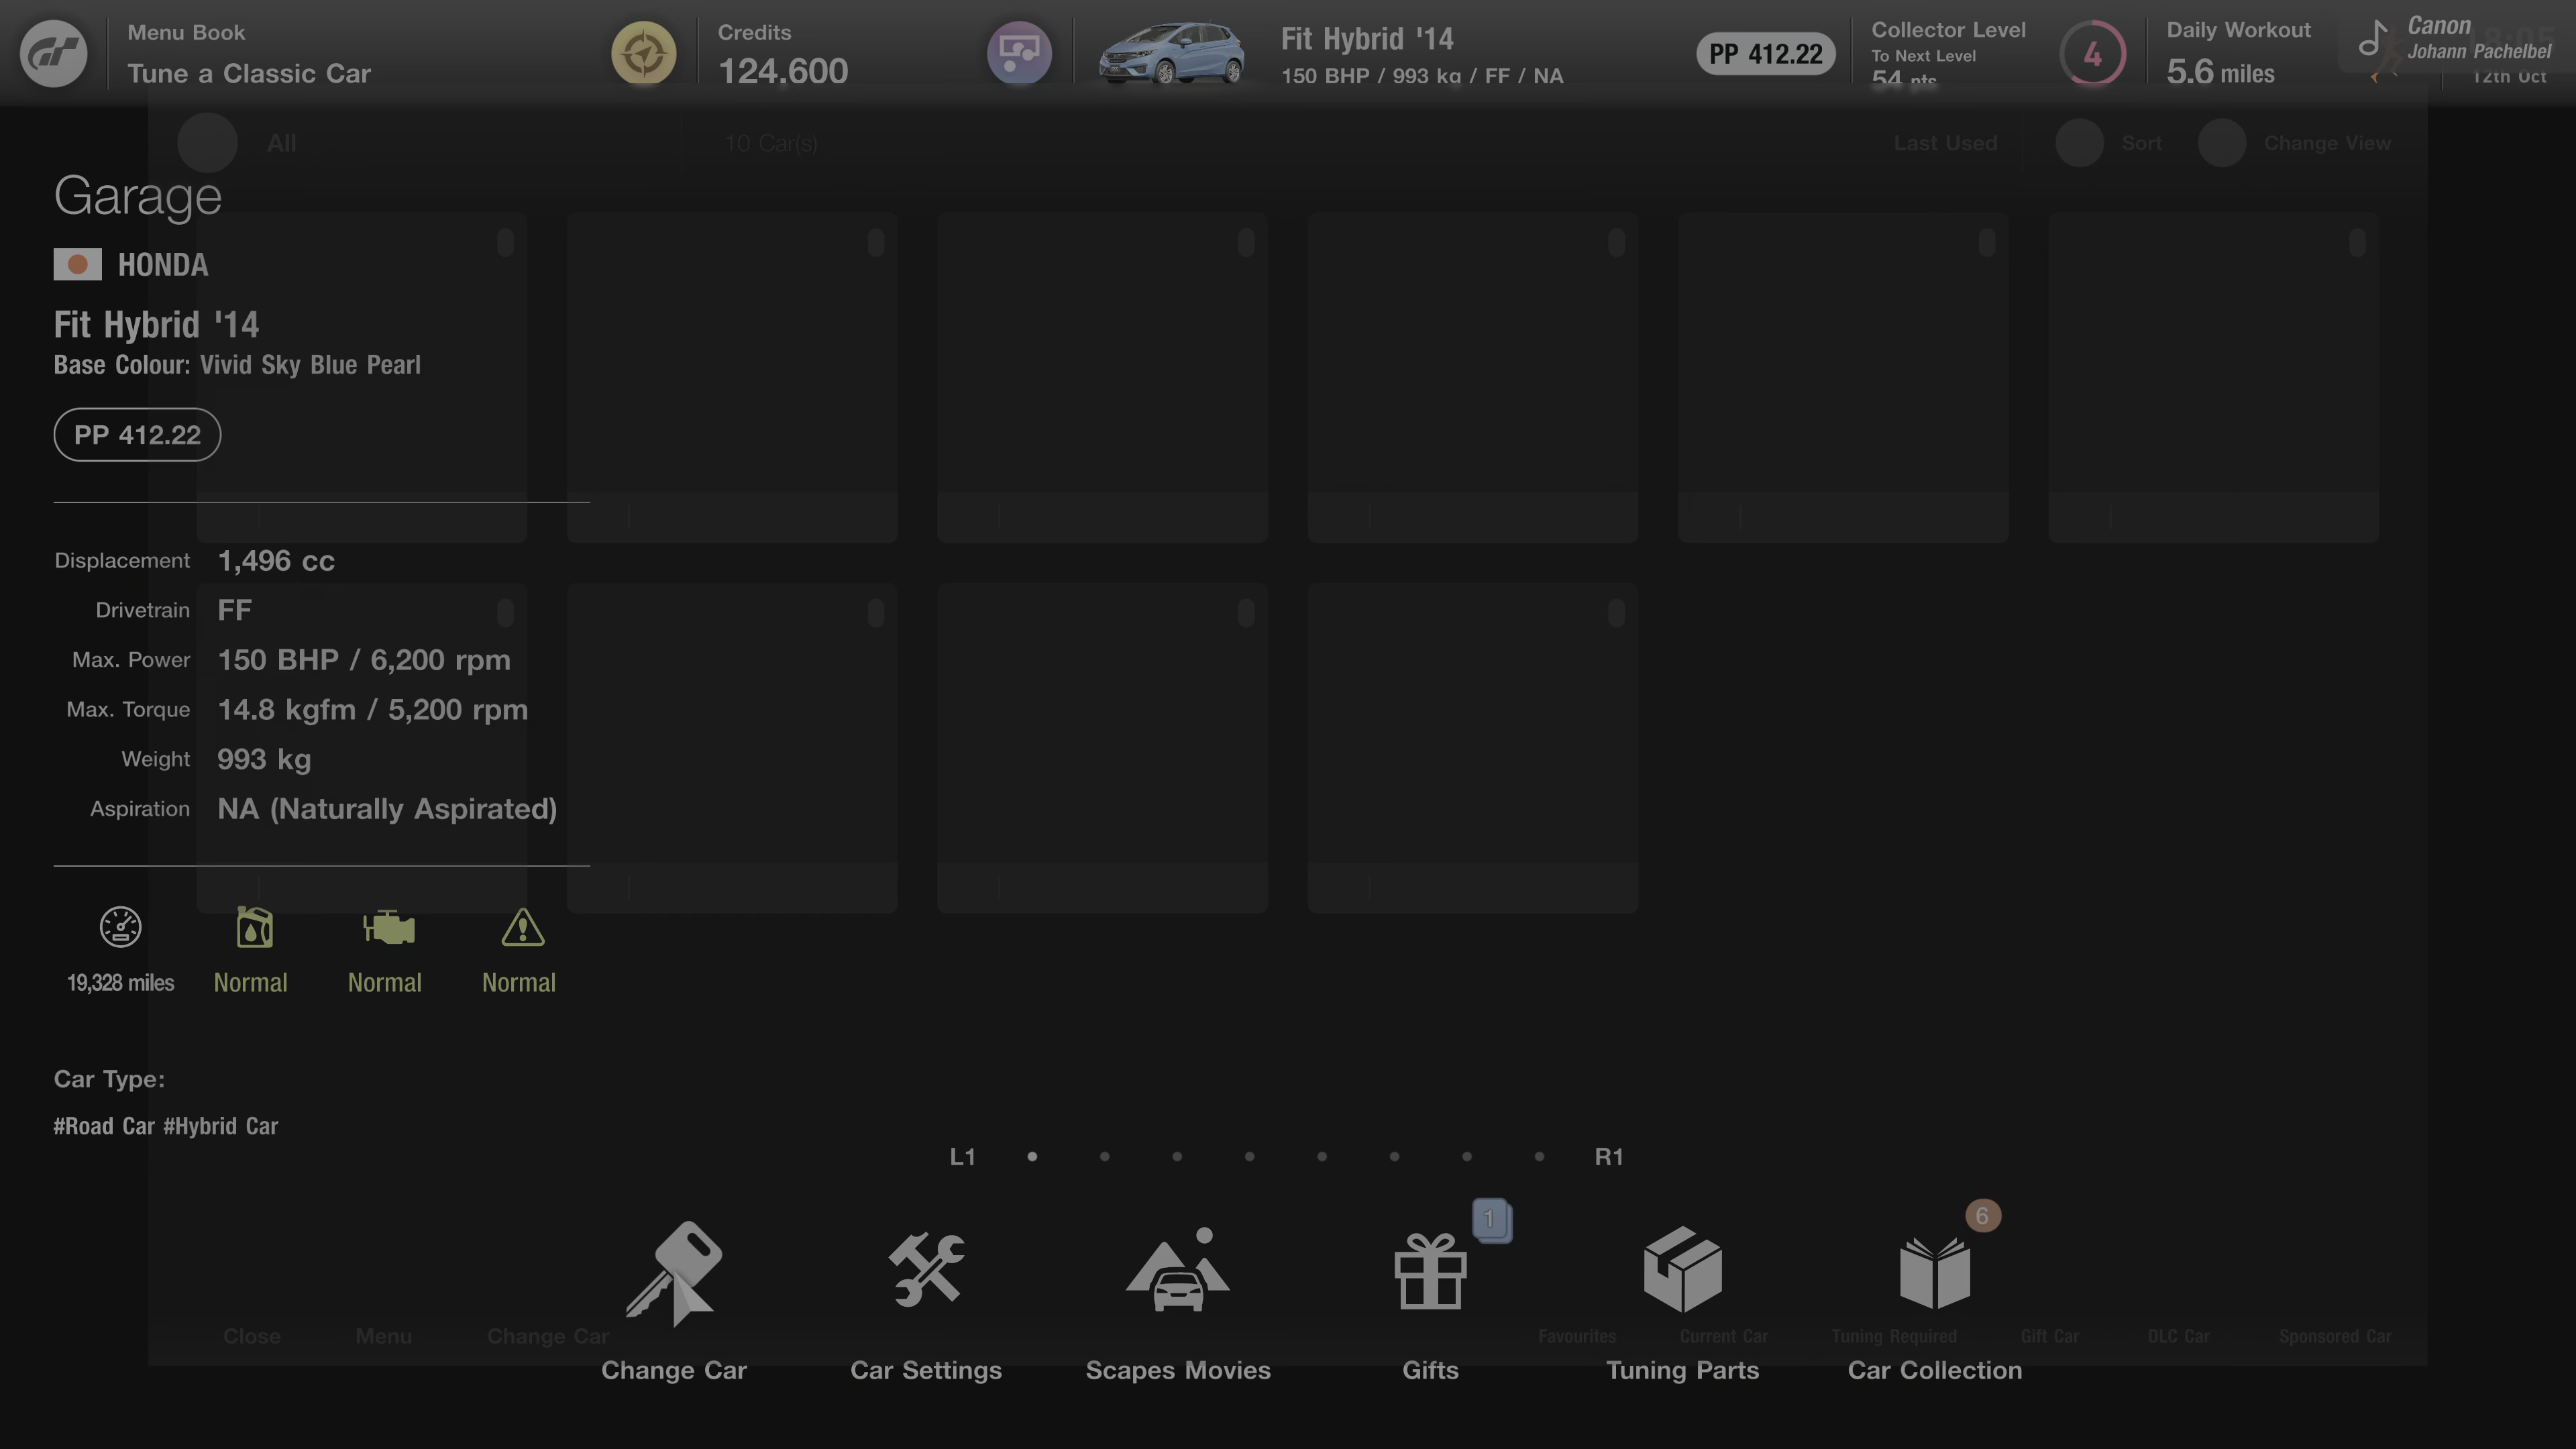 Menu Book
Tune a Classic Car
Credits
124,600
Fit Hybrid '14
150 BHP / 993 kg / FF / NA
PP 412.22
Collector Level
To Next Level
54 pts
4
Daily Workout
5.6 miles
Canon
Johann Pachelbel
18:05
12th Oct
All
10 Car(s)
Last Used
Sort
Change View
Garage
HONDA
Fit Hybrid '14
Base Colour: Vivid Sky Blue Pearl
PP 412.22
Displacement 1,496 cc
Drivetrain FF
Max. Power 150 BHP / 6,200 rpm
Max. Torque 14.8 kgfm / 5,200 rpm
Weight 993 kg
Aspiration NA (Naturally Aspirated)
19,328 miles
Normal
Normal
Normal
Car Type:
#Road Car #Hybrid Car
L1
R1
1
6
Close
Menu
Change Car
Favourites
Current Car
Tuning Required
Gift Car
DLC Car
Sponsored Car
Change Car
Car Settings
Scapes Movies
Gifts
Tuning Parts
Car Collection